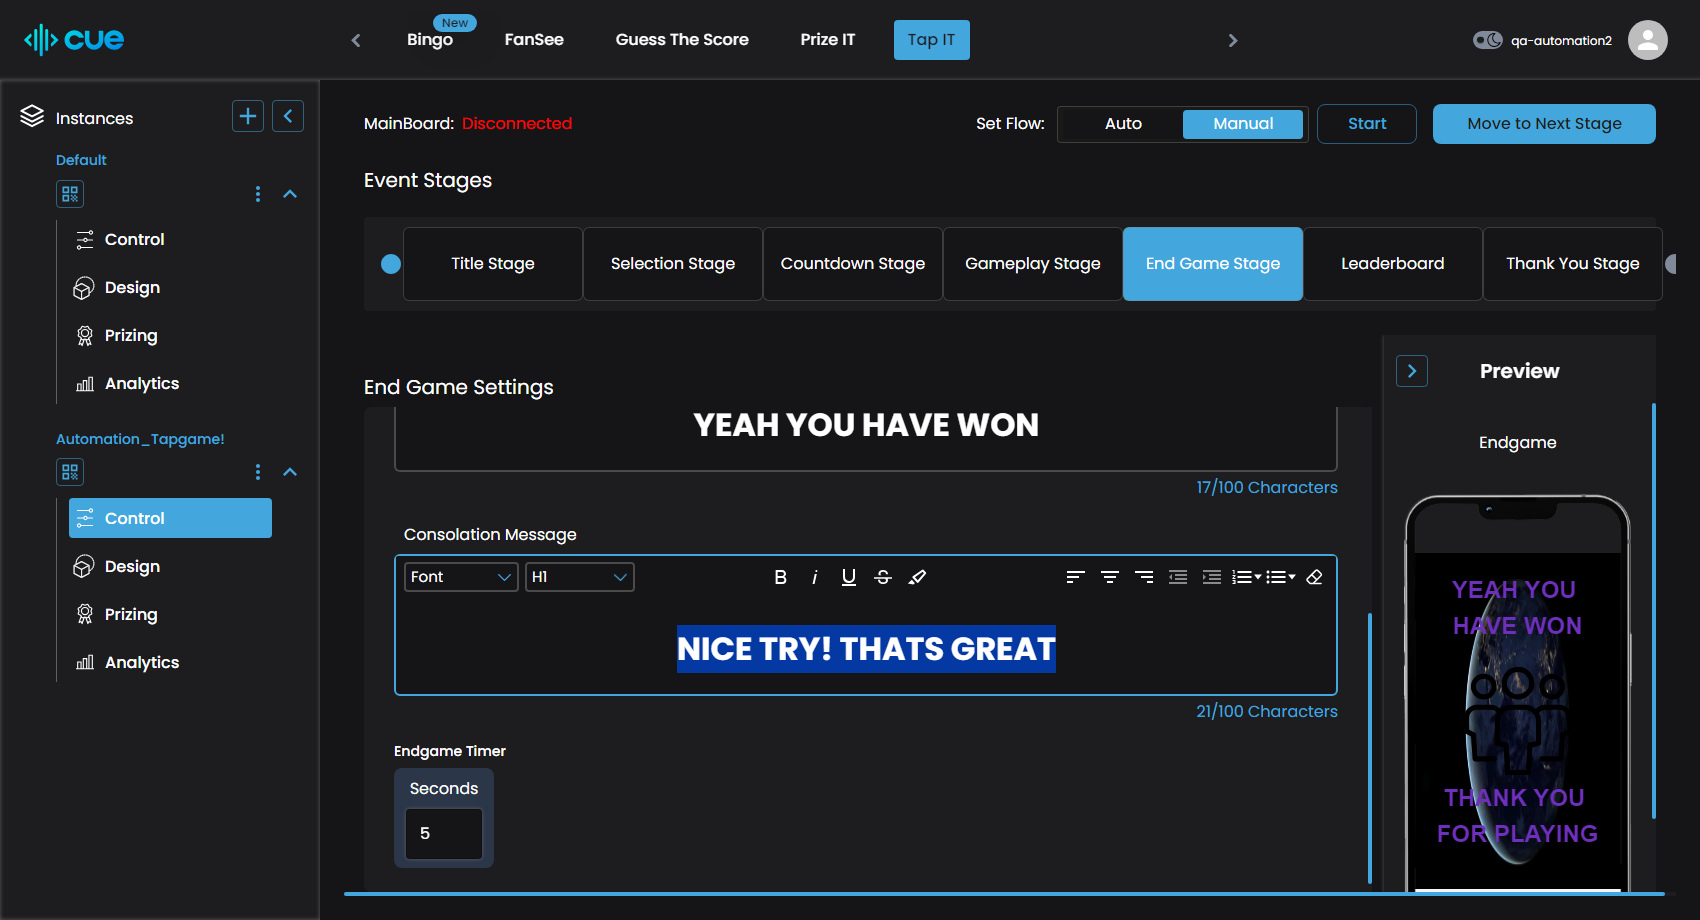 cue
New
Bingo
FanSee
Guess The Score
Prize IT
Tap IT
qa-automation2
Instances
Default
Control
Design
Prizing
Analytics
Automation_Tapgame!
Control
Design
Prizing
Analytics
MainBoard: Disconnected
Set Flow:
Auto
Manual
Start
Move to Next Stage
Event Stages
Title Stage
Selection Stage
Countdown Stage
Gameplay Stage
End Game Stage
Leaderboard
Thank You Stage
End Game Settings
YEAH YOU HAVE WON
17/100 Characters
Consolation Message
Font
H1
B
i
U
S
NICE TRY! THATS GREAT
21/100 Characters
Endgame Timer
Seconds
5
Preview
Endgame
YEAH YOU
HAVE WON
THANK YOU
FOR PLAYING